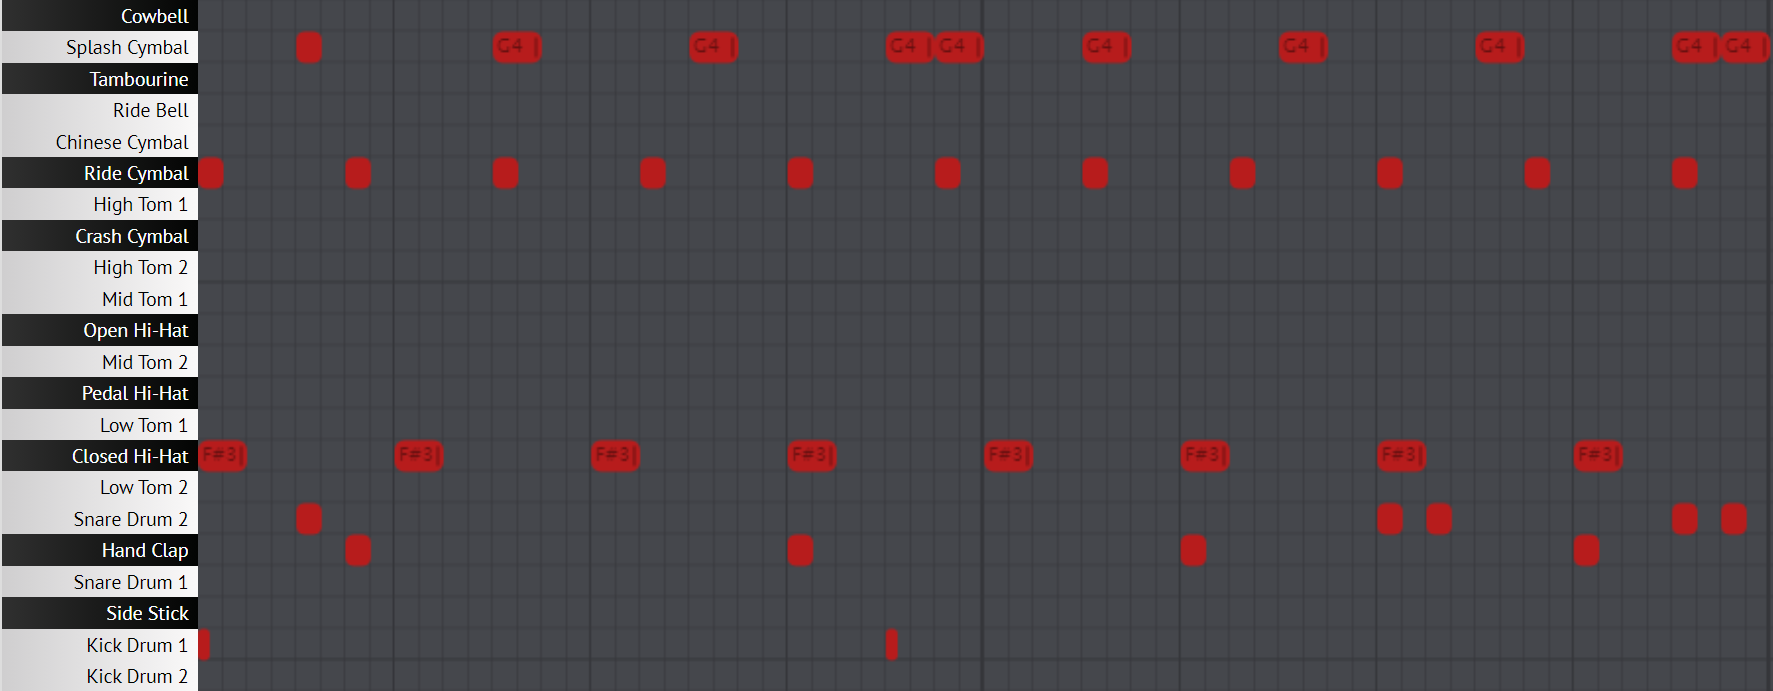 Cowbell
Splash Cymbal G4 G4 G4 G4 G4 G4 G4 G4 G4
Tambourine
Ride Bell
Chinese Cymbal
Ride Cymbal
High Tom 1
Crash Cymbal
High Tom 2
Mid Tom 1
Open Hi-Hat
Mid Tom 2
Pedal Hi-Hat
Low Tom 1
Closed Hi-Hat F#3 F#3 F#3 F#3 F#3 F#3 F#3 F#3
Low Tom 2
Snare Drum 2
Hand Clap
Snare Drum 1
Side Stick
Kick Drum 1
Kick Drum 2